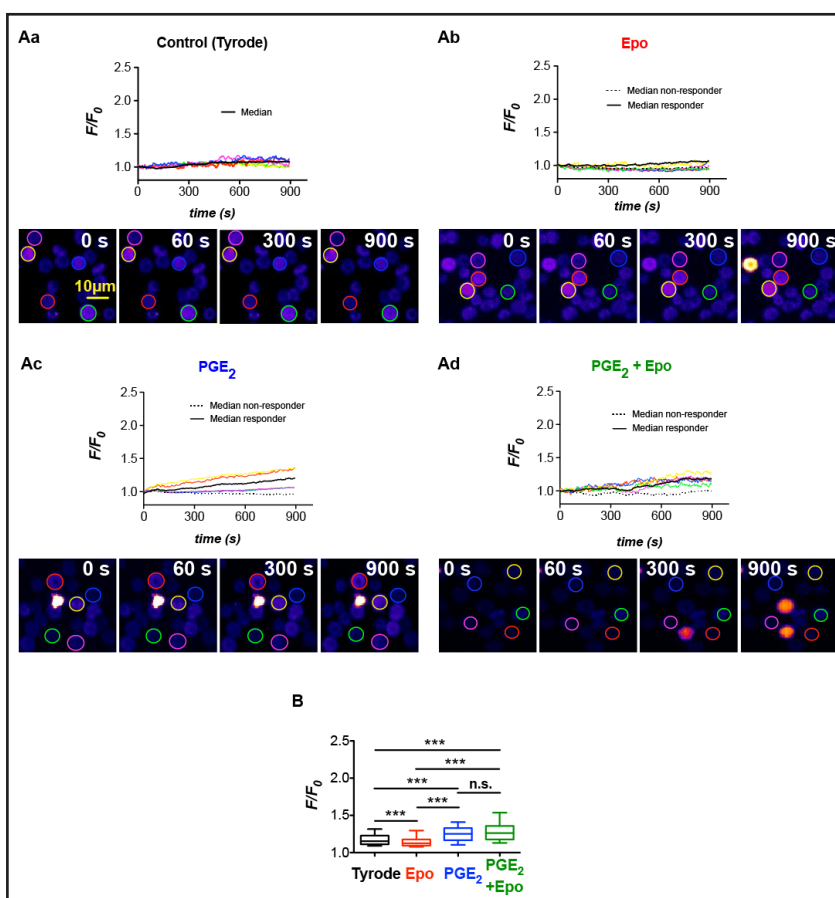 Aa
Control (Tyrode)
2.5
2.0
1.5
1.0
F/F0
Median
0 300 600 900
time (s)
0 s 60 s 300 s 900 s
10µm
Ab
Epo
2.5
2.0
1.5
1.0
F/F0
Median non-responder
Median responder
0 300 600 900
time (s)
0 s 60 s 300 s 900 s
Ac
PGE2
2.5
2.0
1.5
1.0
F/F0
Median non-responder
Median responder
0 300 600 900
time (s)
0 s 60 s 300 s 900 s
Ad
PGE2 + Epo
2.5
2.0
1.5
1.0
F/F0
Median non-responder
Median responder
0 300 600 900
time (s)
0 s 60 s 300 s 900 s
B
2.5
2.0
1.5
1.0
F/F0
***
***
*** n.s.
*** ***
Tyrode Epo PGE2 PGE2
+Epo